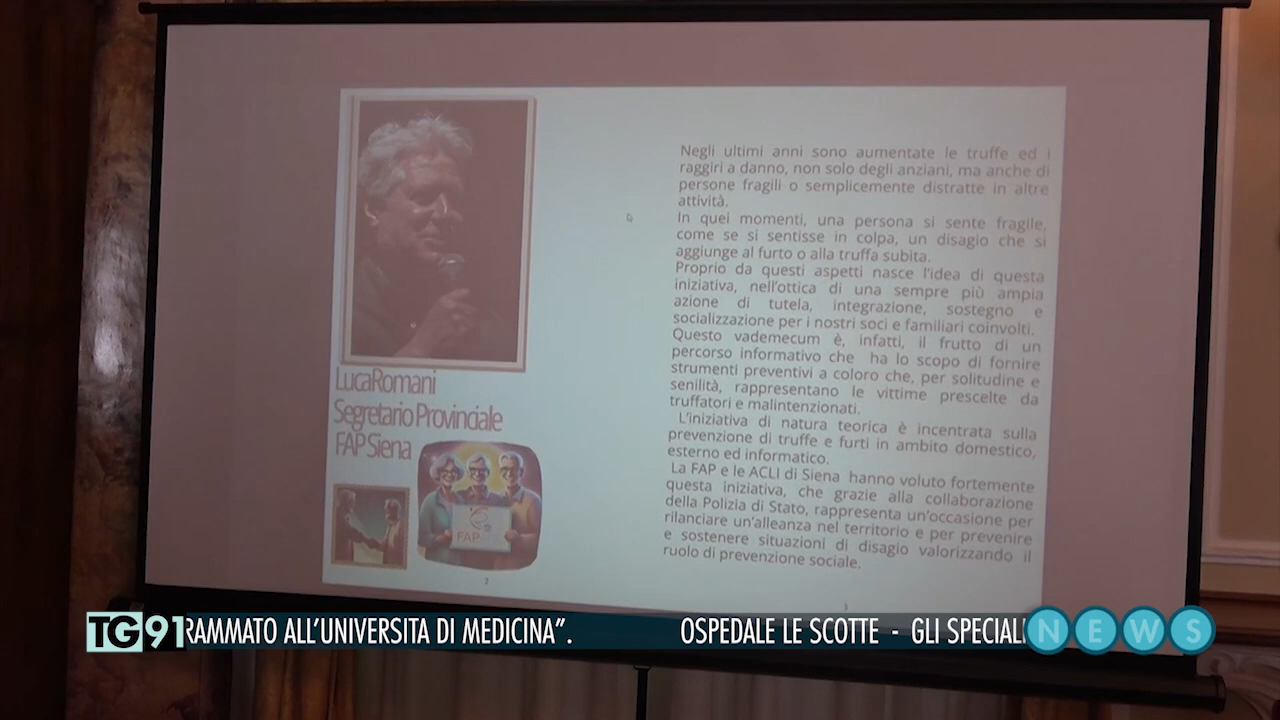 LucaRomani
Segretario Provinciale
FAP Siena
FAP
2
Negli ultimi anni sono aumentate le truffe ed i
raggiri a danno, non solo degli anziani, ma anche di
persone fragili o semplicemente distratte in altre
attività.
In quei momenti, una persona si sente fragile,
come se si sentisse in colpa, un disagio che si
aggiunge al furto o alla truffa subita.
Proprio da questi aspetti nasce l'idea di questa
iniziativa, nell'ottica di una sempre più ampia
azione di tutela, integrazione, sostegno e
socializzazione per i nostri soci e familiari coinvolti.
Questo vademecum è, infatti, il frutto di un
percorso informativo che ha lo scopo di fornire
strumenti preventivi a coloro che, per solitudine e
senilità, rappresentano le vittime prescelte da
truffatori e malintenzionati.
L'iniziativa di natura teorica è incentrata sulla
prevenzione di truffe e furti in ambito domestico,
esterno ed informatico.
La FAP e le ACLI di Siena hanno voluto fortemente
questa iniziativa, che grazie alla collaborazione
della Polizia di Stato, rappresenta un'occasione per
rilanciare un'alleanza nel territorio e per prevenire
e sostenere situazioni di disagio valorizzando il
ruolo di prevenzione sociale.
3
TG91 RAMMATO ALL'UNIVERSITA DI MEDICINA". OSPEDALE LE SCOTTE - GLI SPECIALI NEWS